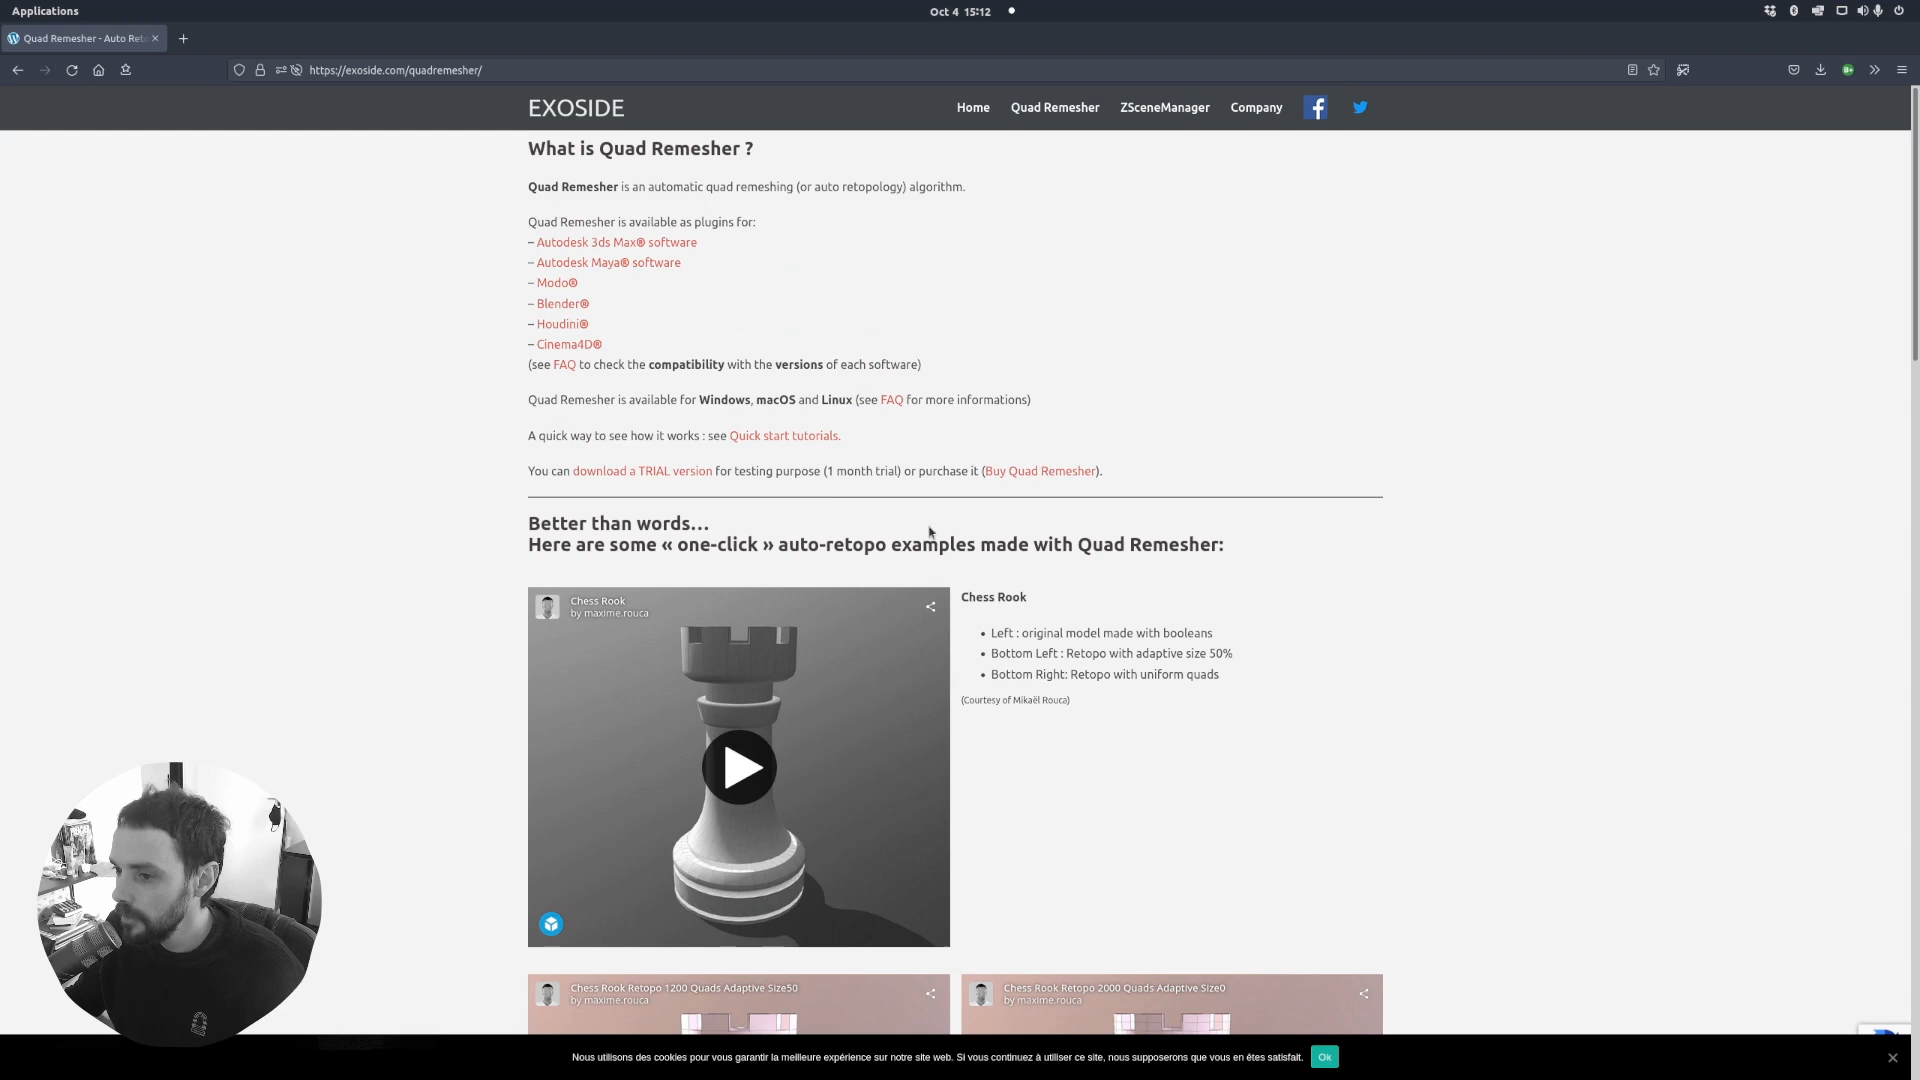 Applications
Oct 4 15:12
Quad Remesher - Auto Reto
https://exoside.com/quadremesher/
EXOSIDE
Home
Quad Remesher
ZSceneManager
Company
What is Quad Remesher ?
Quad Remesher is an automatic quad remeshing (or auto retopology) algorithm.
Quad Remesher is available as plugins for:
– Autodesk 3ds Max® software
– Autodesk Maya® software
– Modo®
– Blender®
– Houdini®
– Cinema4D®
(see FAQ to check the compatibility with the versions of each software)
Quad Remesher is available for Windows, macOS and Linux (see FAQ for more informations)
A quick way to see how it works : see Quick start tutorials.
You can download a TRIAL version for testing purpose (1 month trial) or purchase it (Buy Quad Remesher).
Better than words…
Here are some « one-click » auto-retopo examples made with Quad Remesher:
Chess Rook
by maxime.rouca
Chess Rook
• Left : original model made with booleans
• Bottom Left : Retopo with adaptive size 50%
• Bottom Right: Retopo with uniform quads
(Courtesy of Mikaël Rouca)
Chess Rook Retopo 1200 Quads Adaptive Size50
by maxime.rouca
Chess Rook Retopo 2000 Quads Adaptive Size0
by maxime.rouca
Nous utilisons des cookies pour vous garantir la meilleure expérience sur notre site web. Si vous continuez à utiliser ce site, nous supposerons que vous en êtes satisfait.
Ok